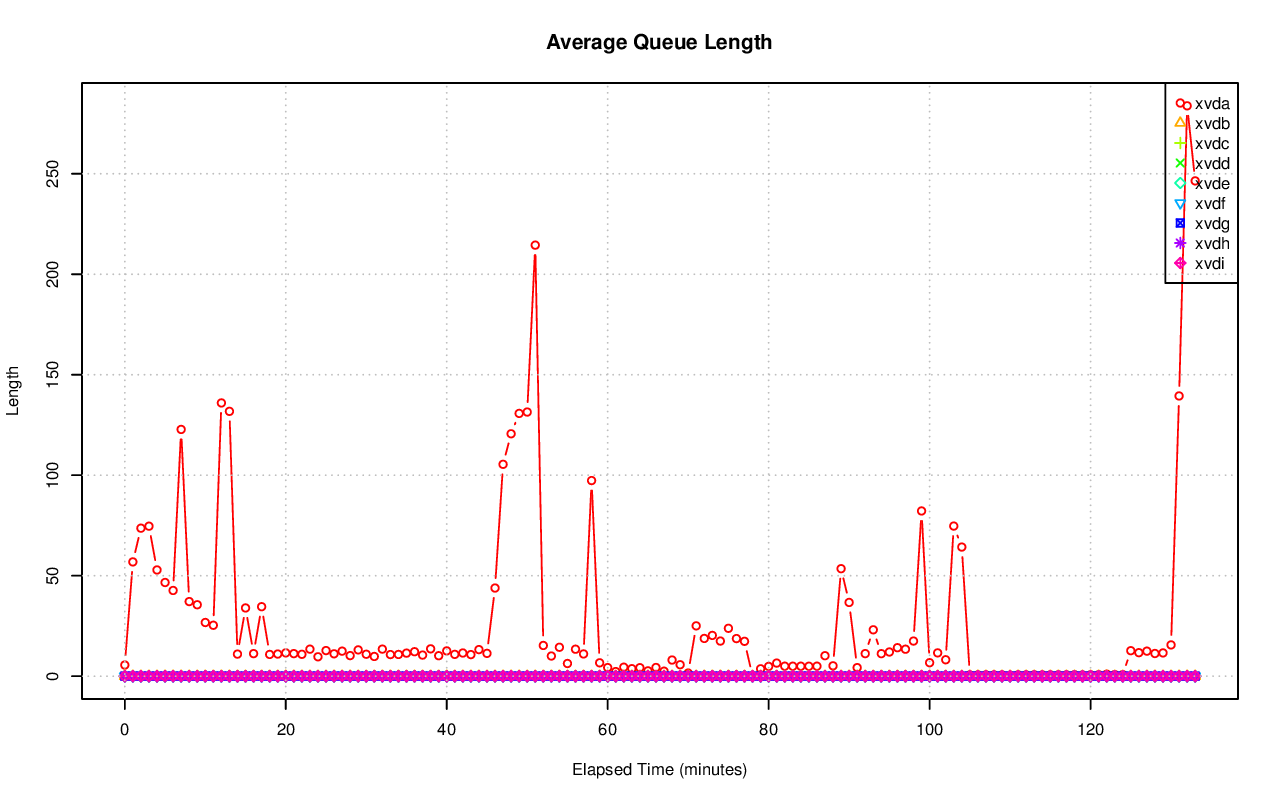 Average Queue Length
Length
250
200
150
100
50
0
0 20 40 60 80 100 120
Elapsed Time (minutes)
xvda
xvdb
xvdc
xvdd
xvde
xvdf
xvdg
xvdh
xvdi